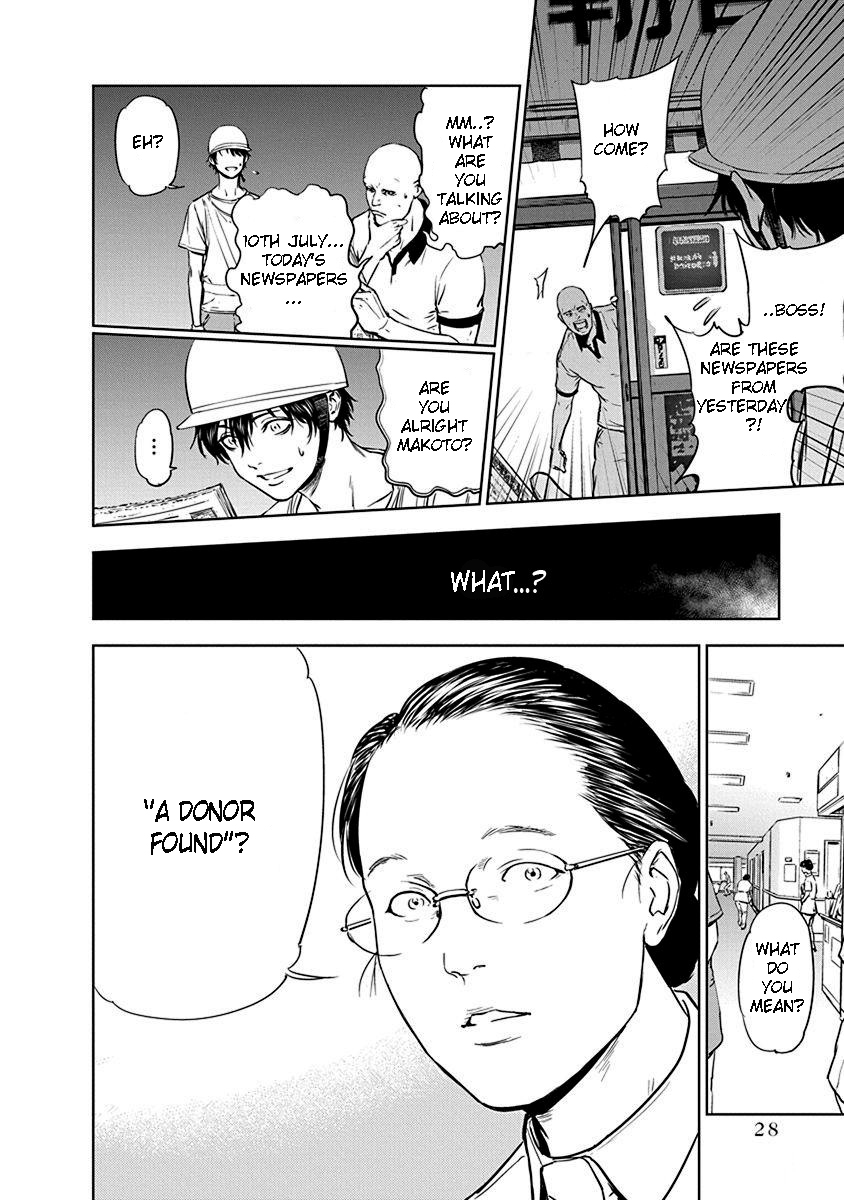 ..BOSS!
ARE THESE
NEWSPAPERS
FROM
YESTERDAY
?!
HOW
COME?
MM..?
WHAT
ARE
YOU
TALKING
ABOUT?
10TH JULY...
TODAY'S
NEWSPAPERS
...
EH?
ARE
YOU
ALRIGHT
MAKOTO?
...
WHAT...?
WHAT
DO
YOU
MEAN?
"A DONOR
FOUND"?
28